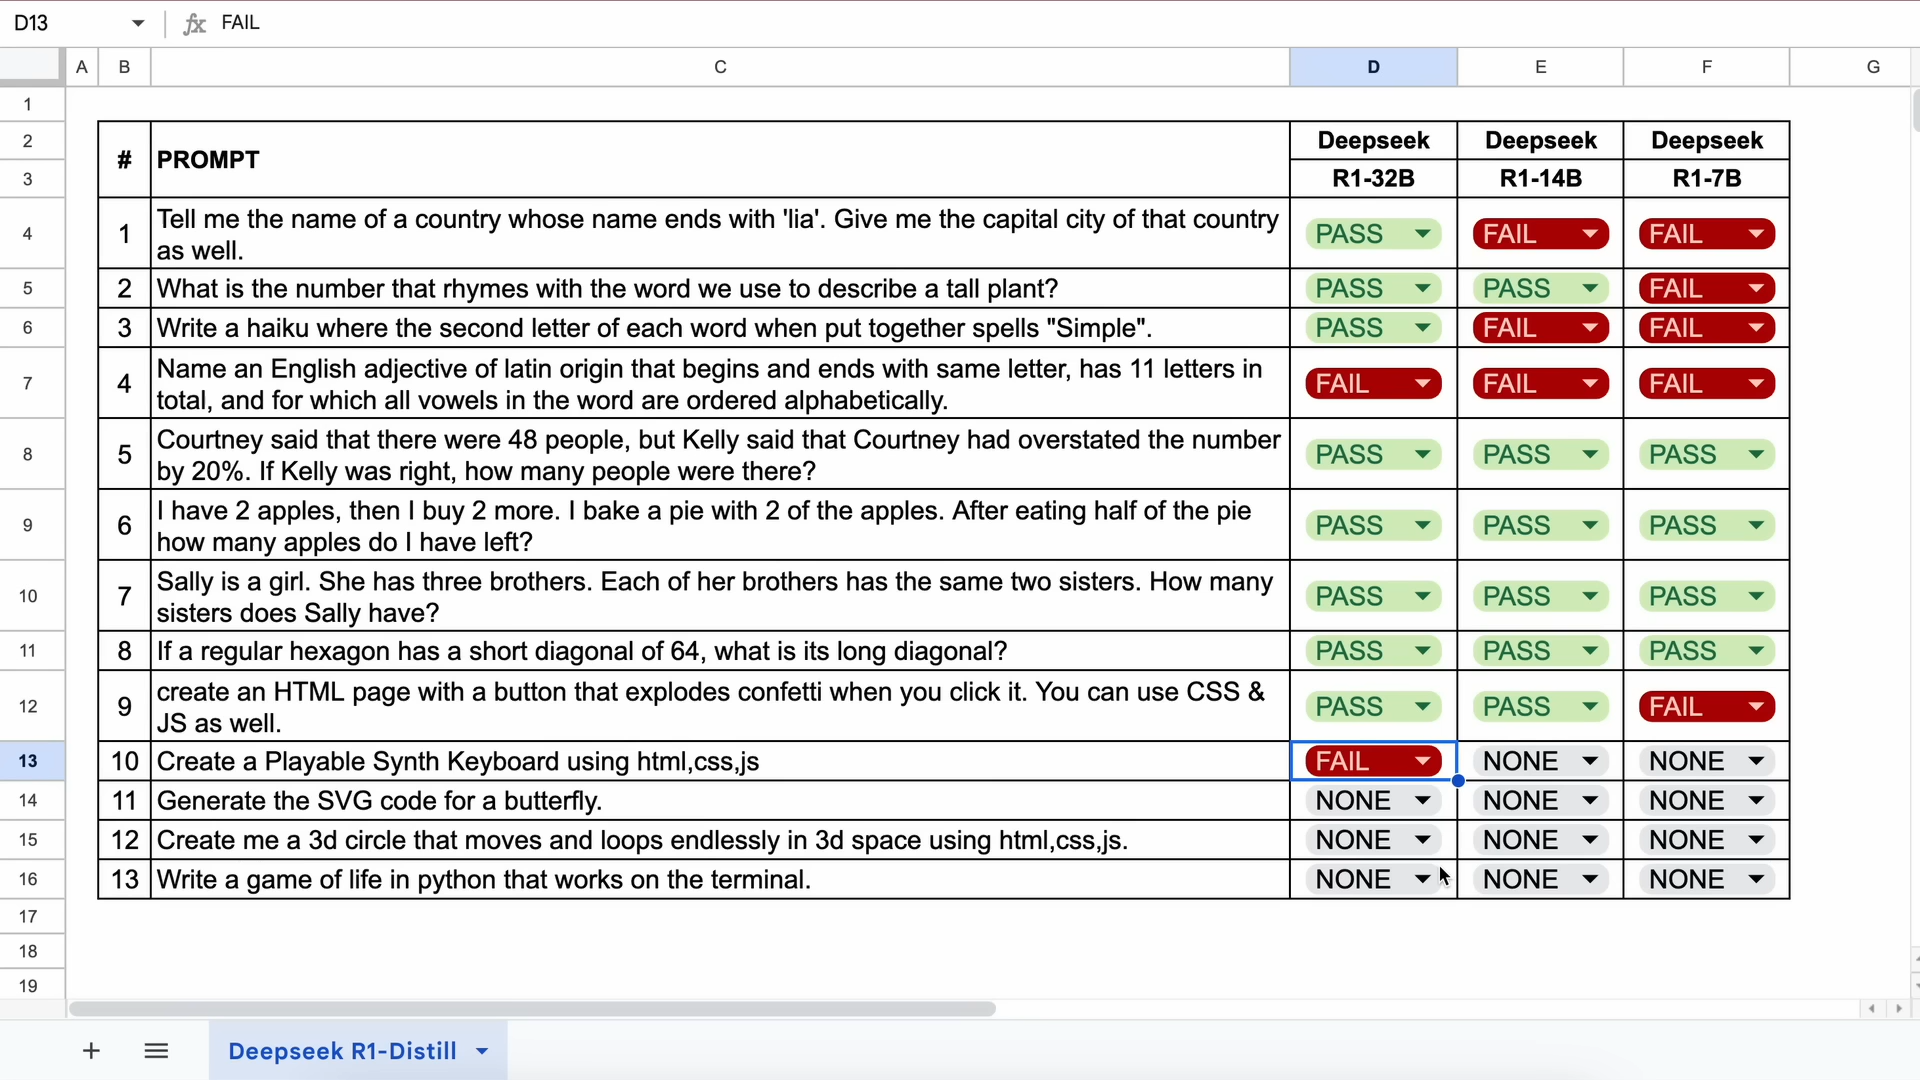 D13 fx FAIL
A B C D E F G
1
2 # PROMPT Deepseek Deepseek Deepseek
3 R1-32B R1-14B R1-7B
4 1 Tell me the name of a country whose name ends with 'lia'. Give me the capital city of that country PASS FAIL FAIL
as well.
5 2 What is the number that rhymes with the word we use to describe a tall plant? PASS PASS FAIL
6 3 Write a haiku where the second letter of each word when put together spells "Simple". PASS FAIL FAIL
7 4 Name an English adjective of latin origin that begins and ends with same letter, has 11 letters in FAIL FAIL FAIL
total, and for which all vowels in the word are ordered alphabetically.
8 5 Courtney said that there were 48 people, but Kelly said that Courtney had overstated the number PASS PASS PASS
by 20%. If Kelly was right, how many people were there?
9 6 I have 2 apples, then I buy 2 more. I bake a pie with 2 of the apples. After eating half of the pie PASS PASS PASS
how many apples do I have left?
10 7 Sally is a girl. She has three brothers. Each of her brothers has the same two sisters. How many PASS PASS PASS
sisters does Sally have?
11 8 If a regular hexagon has a short diagonal of 64, what is its long diagonal? PASS PASS PASS
12 9 create an HTML page with a button that explodes confetti when you click it. You can use CSS & PASS PASS FAIL
JS as well.
13 10 Create a Playable Synth Keyboard using html,css,js FAIL NONE NONE
14 11 Generate the SVG code for a butterfly. NONE NONE NONE
15 12 Create me a 3d circle that moves and loops endlessly in 3d space using html,css,js. NONE NONE NONE
16 13 Write a game of life in python that works on the terminal. NONE NONE NONE
17
18
19
Deepseek R1-Distill